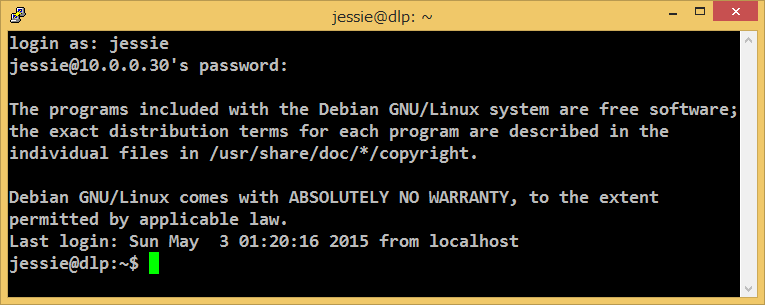 jessie@dlp: ~
login as: jessie
jessie@10.0.0.30's password:
The programs included with the Debian GNU/Linux system are free software;
the exact distribution terms for each program are described in the
individual files in /usr/share/doc/*/copyright.
Debian GNU/Linux comes with ABSOLUTELY NO WARRANTY, to the extent
permitted by applicable law.
Last login: Sun May  3 01:20:16 2015 from localhost
jessie@dlp:~$